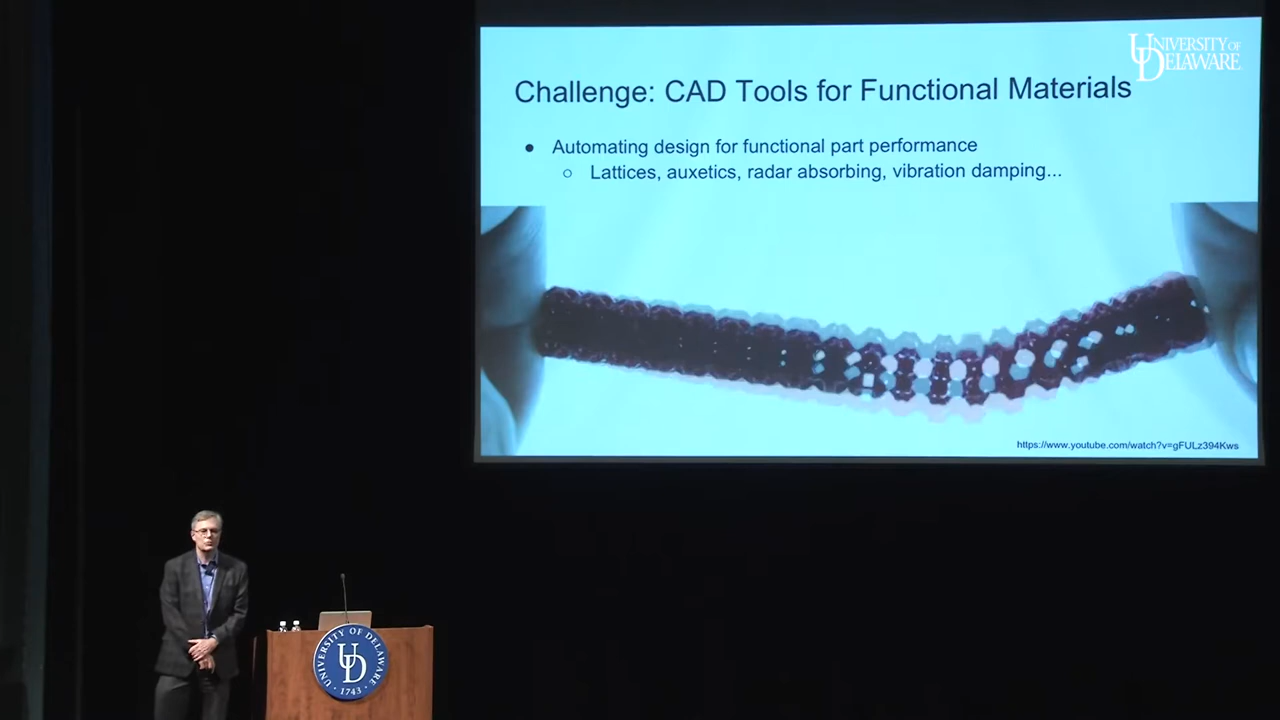 UNIVERSITY OF
DELAWARE
Challenge: CAD Tools for Functional Materials
● Automating design for functional part performance
○ Lattices, auxetics, radar absorbing, vibration damping...
https://www.youtube.com/watch?v=gFULz394Kws
UNIVERSITY OF DELAWARE
UD
· 1743 ·